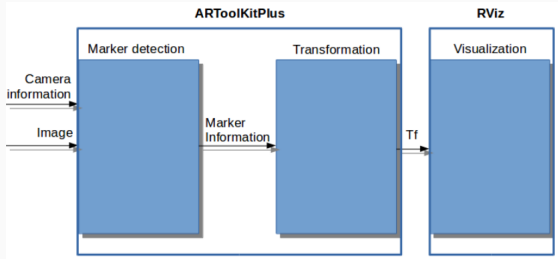 ARToolKitPlus
RViz
Marker detection
Transformation
Visualization
Camera
information
Image
Marker
Information
Tf